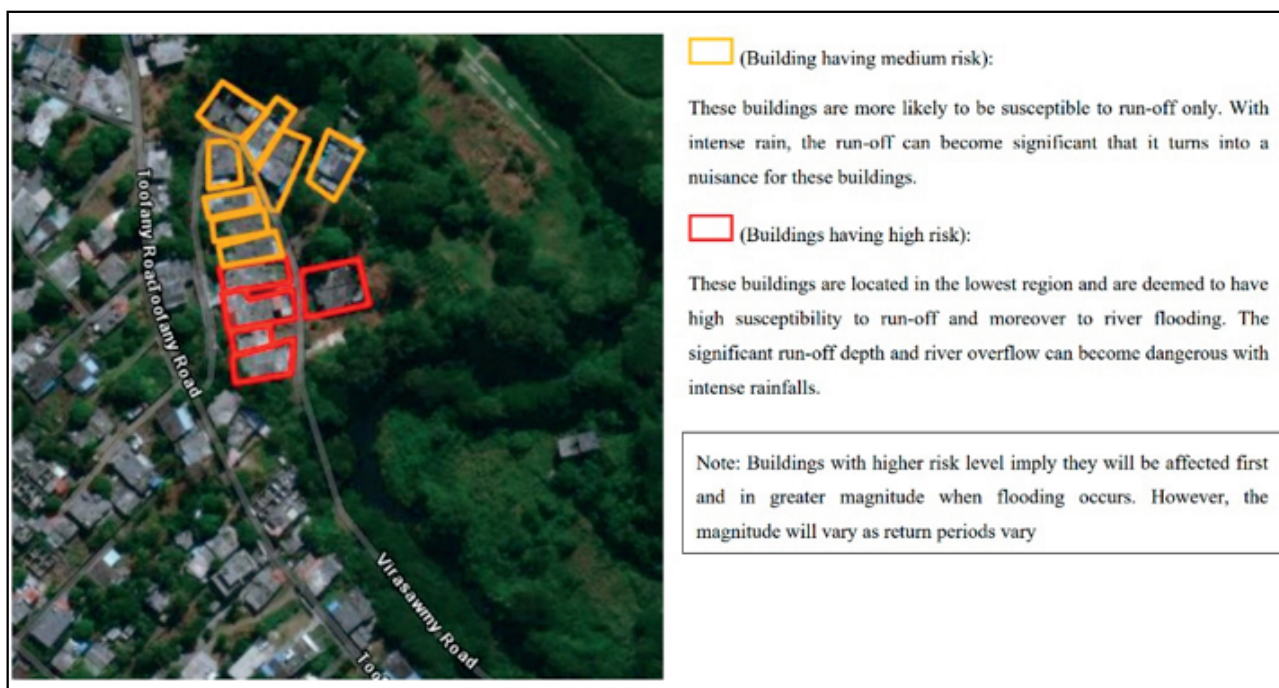 Toofany Road
Toofany Road
Virasawmy Road
Too
(Building having medium risk):
These buildings are more likely to be susceptible to run-off only. With
intense rain, the run-off can become significant that it turns into a
nuisance for these buildings.
(Buildings having high risk):
These buildings are located in the lowest region and are deemed to have
high susceptibility to run-off and moreover to river flooding. The
significant run-off depth and river overflow can become dangerous with
intense rainfalls.
Note: Buildings with higher risk level imply they will be affected first
and in greater magnitude when flooding occurs. However, the
magnitude will vary as return periods vary